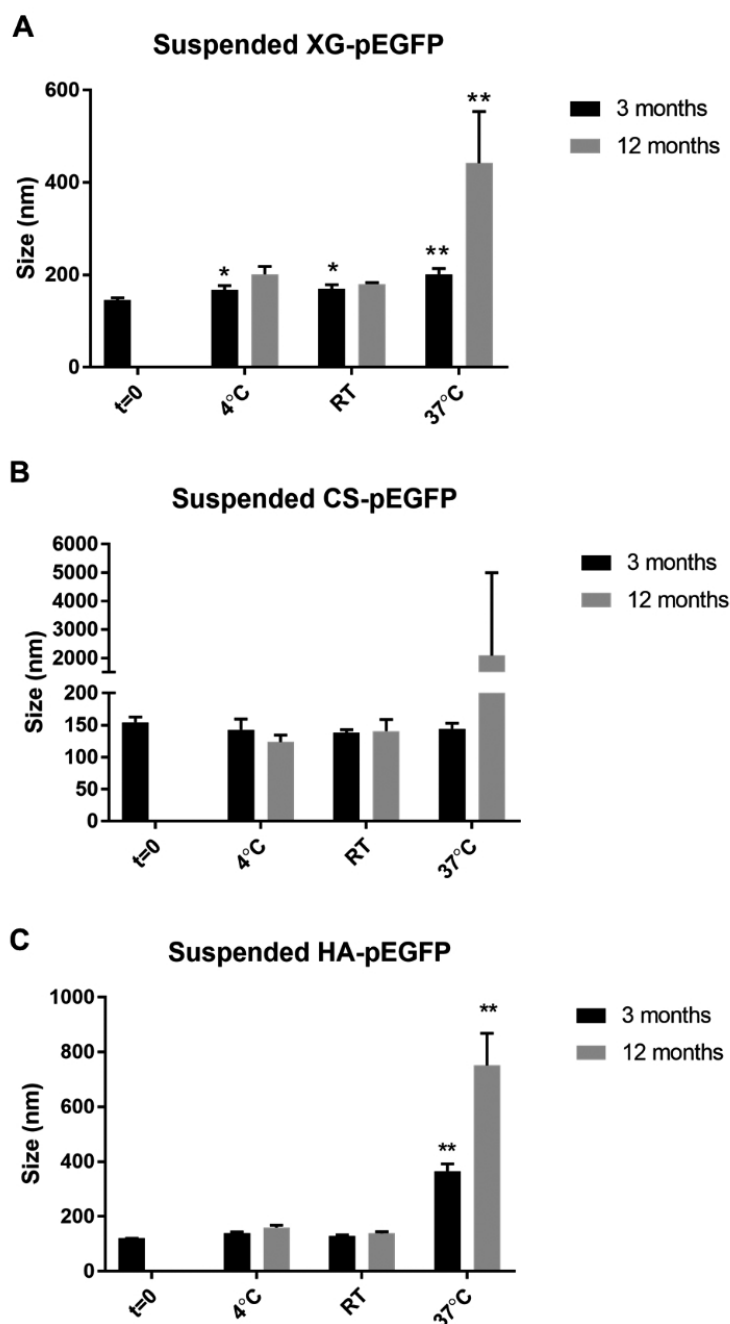 A
Suspended XG-pEGFP
600
400
200
0
Size (nm)
*
*
**
**
t=0
4°C
RT
37°C
3 months
12 months
B
Suspended CS-pEGFP
6000
5000
4000
3000
2000
200
150
100
50
0
Size (nm)
t=0
4°C
RT
37°C
3 months
12 months
C
Suspended HA-pEGFP
1000
800
600
400
200
0
Size (nm)
**
**
t=0
4°C
RT
37°C
3 months
12 months